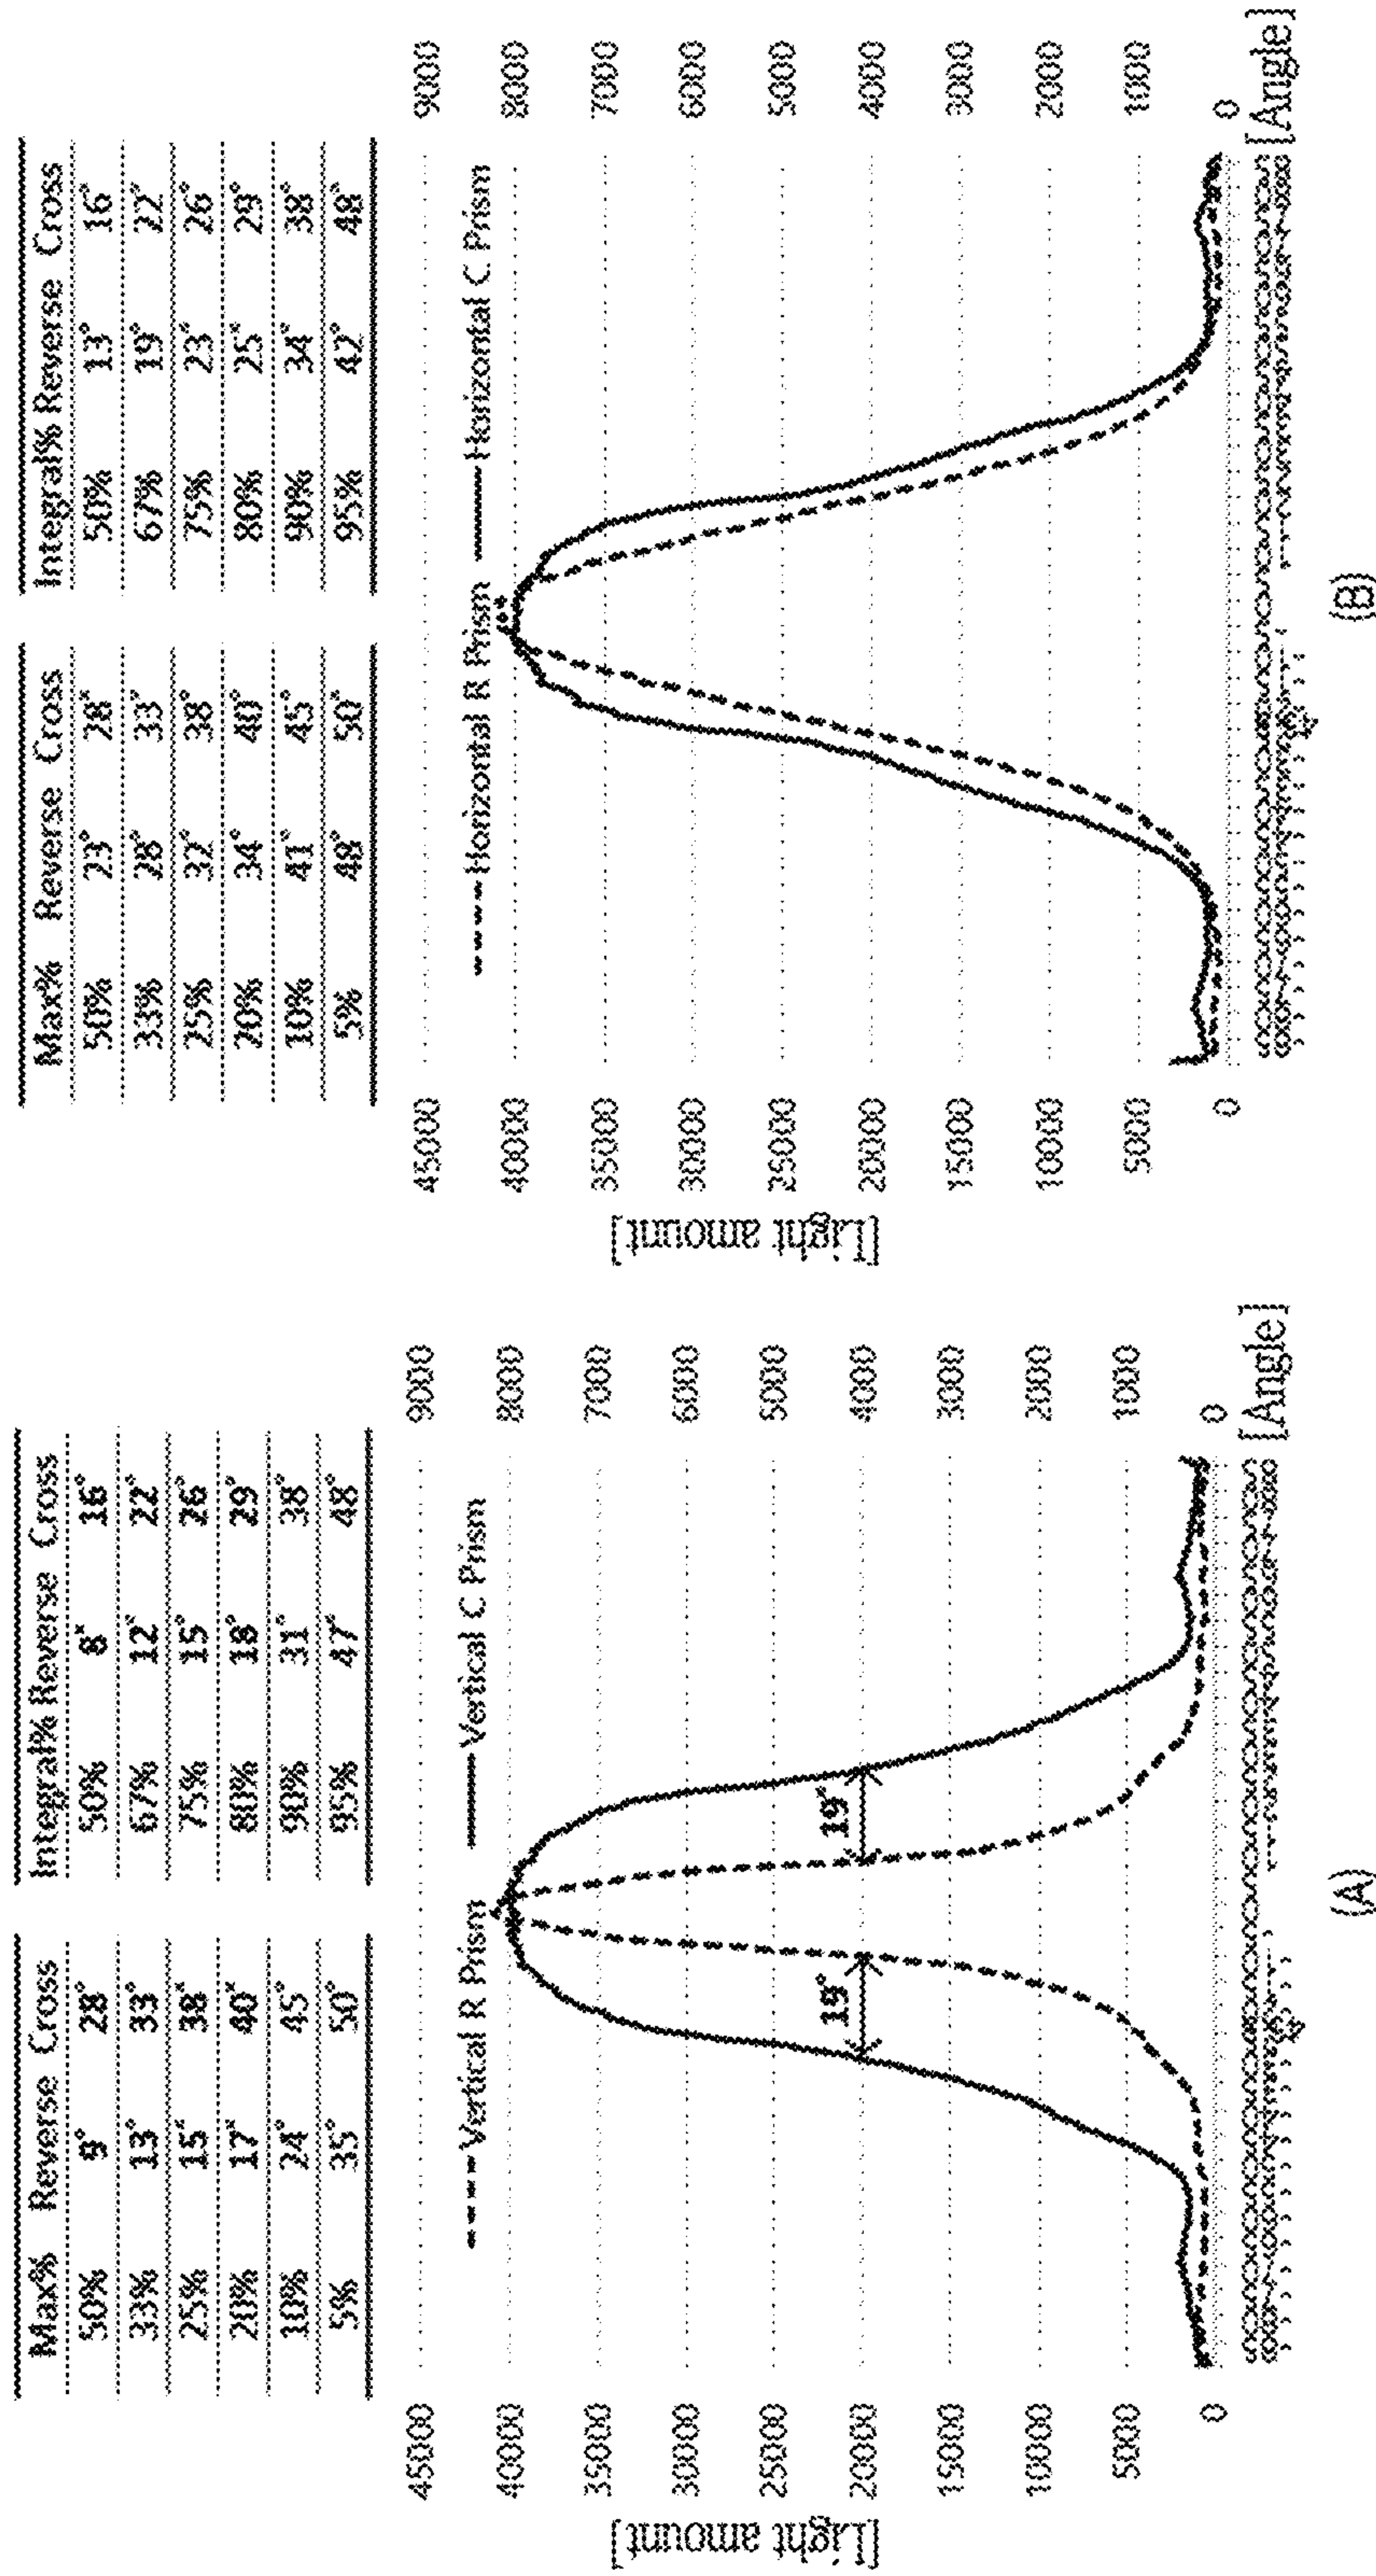 Max% Reverse Cross
50% 9° 28°
33% 13° 33°
25% 15° 38°
20% 17° 40°
10% 24° 45°
5% 35° 50°
Integral% Reverse Cross
50% 8° 16°
67% 12° 22°
75% 15° 26°
80% 18° 29°
90% 31° 38°
95% 47° 48°
Vertical R Prism Vertical C Prism
[Light amount]
45000 9000
40000 8000
35000 7000
30000 6000
25000 5000
20000 19° 19° 4000
15000 3000
10000 2000
5000 1000
0 0
[Angle]
(A)
Max% Reverse Cross
50% 23° 28°
33% 28° 33°
25% 32° 38°
20% 34° 40°
10% 41° 45°
5% 48° 50°
Integral% Reverse Cross
50% 13° 16°
67% 19° 22°
75% 23° 26°
80% 25° 29°
90% 34° 38°
95% 42° 48°
Horizontal R Prism Horizontal C Prism
[Light amount]
45000 9000
40000 8000
35000 7000
30000 6000
25000 5000
20000 4000
15000 3000
10000 2000
5000 1000
0 0
[Angle]
(B)